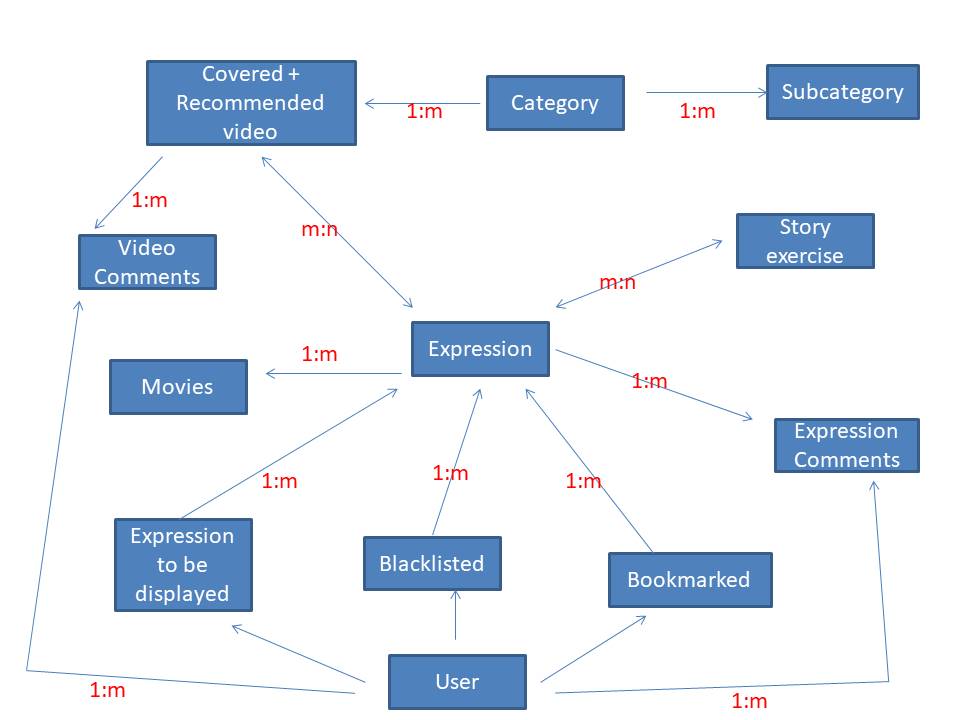 Covered +
Recommended
video
Category
Subcategory
1:m
1:m
1:m
Video
Comments
m:n
Story
exercise
m:n
Expression
1:m
Movies
1:m
Expression
Comments
1:m
1:m
1:m
Expression
to be
displayed
Blacklisted
Bookmarked
User
1:m
1:m